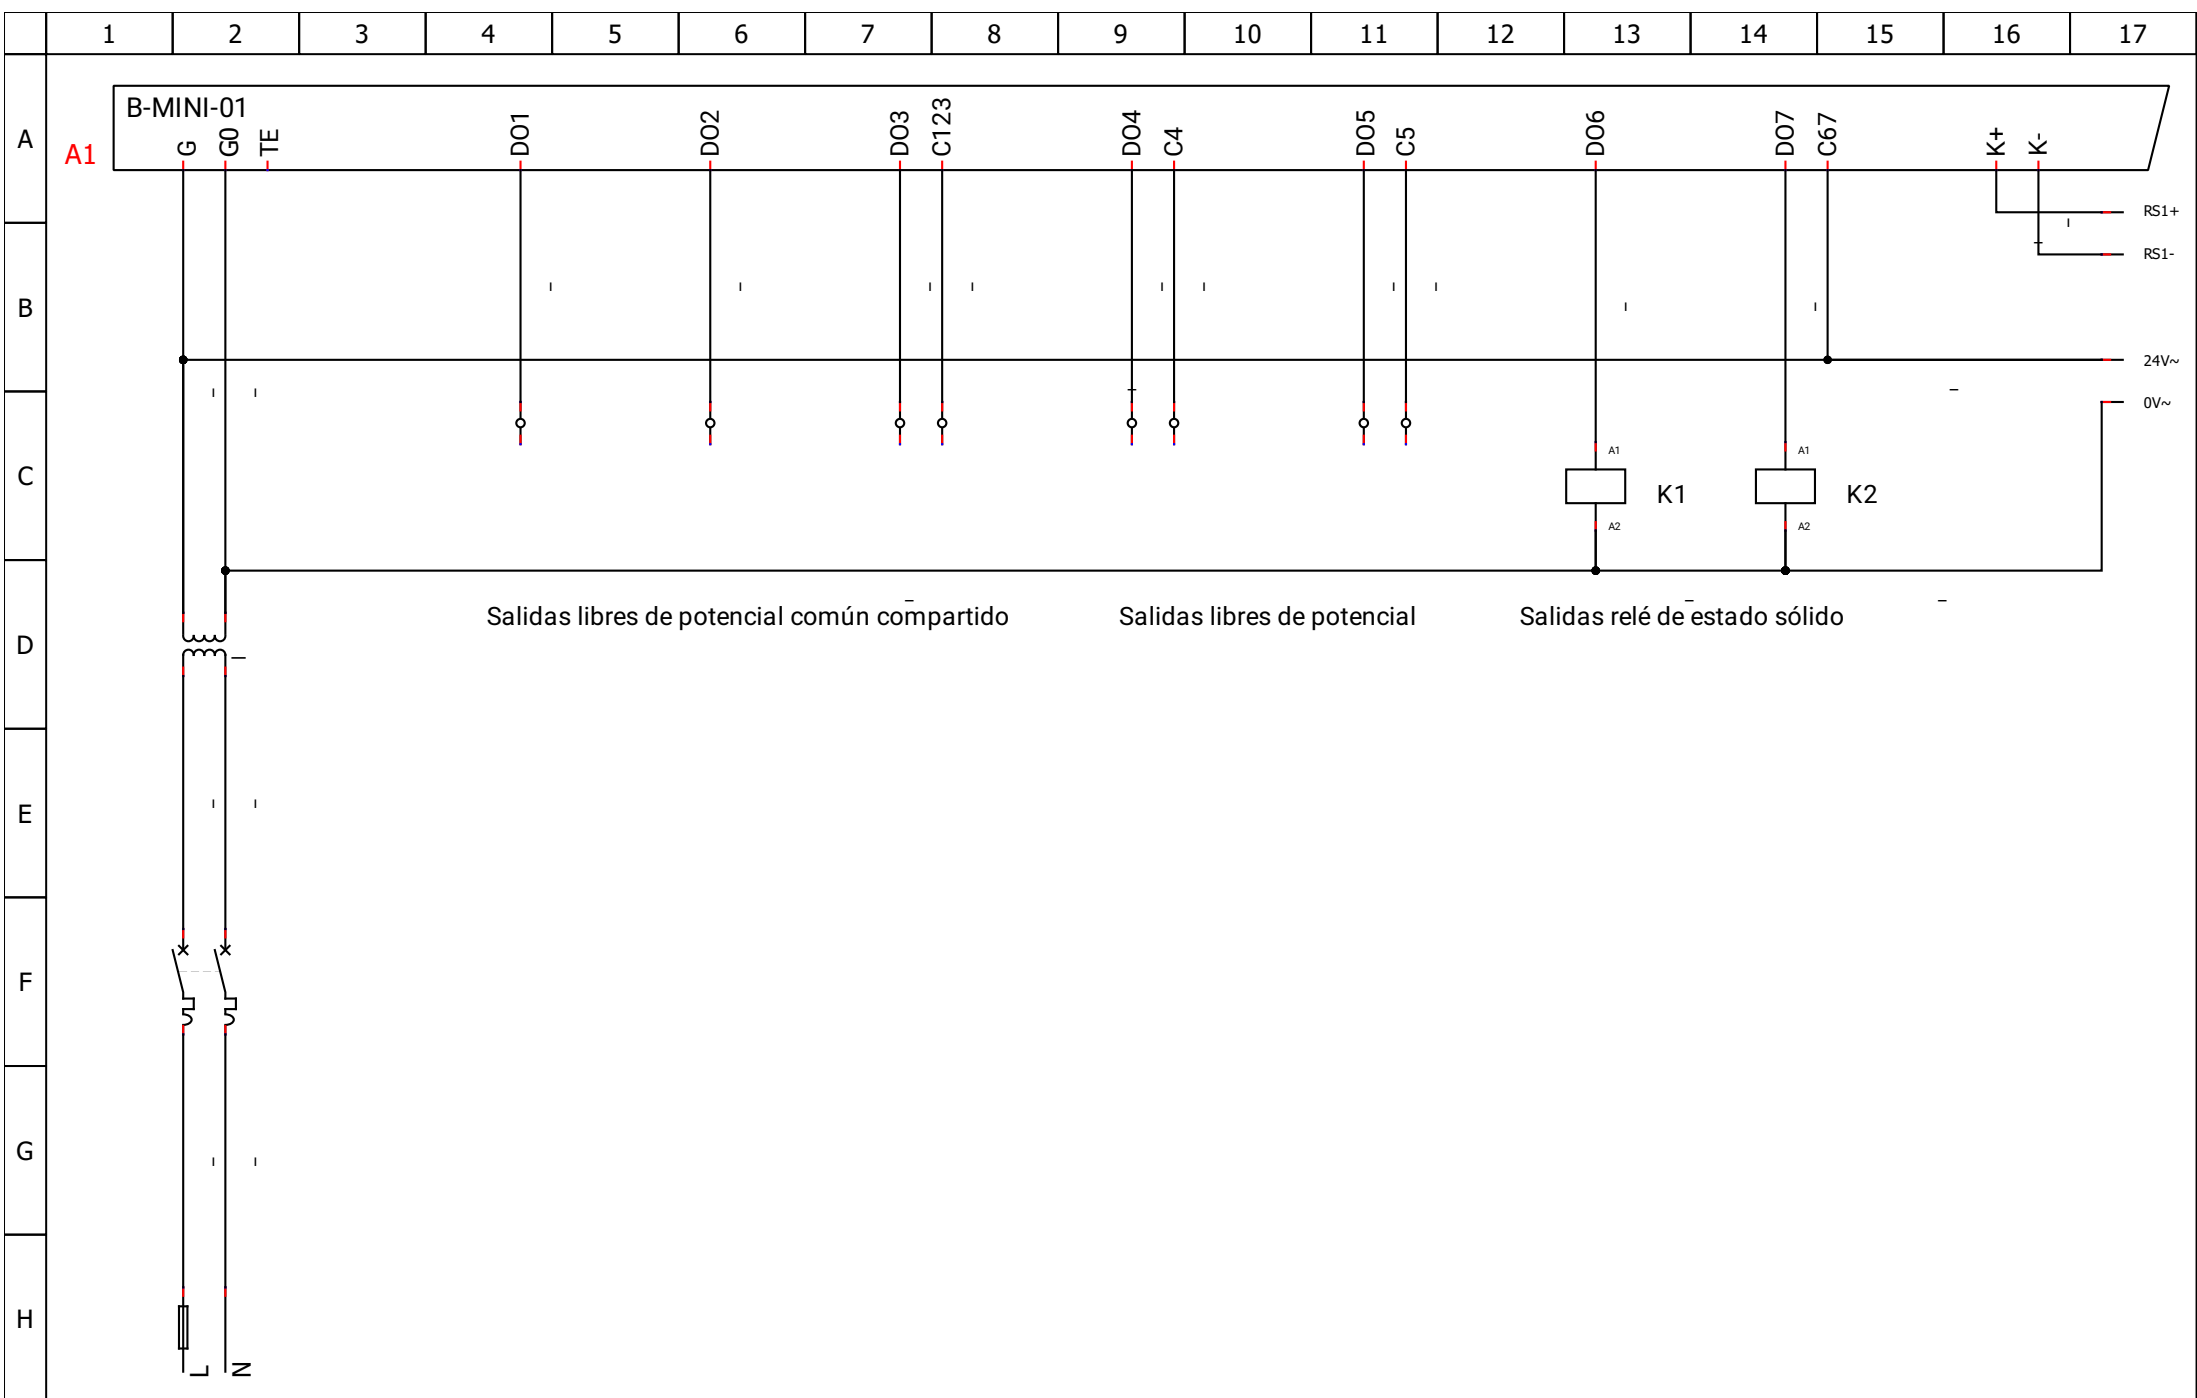 1 2 3 4 5 6 7 8 9 10 11 12 13 14 15 16 17
A
B-MINI-01
A1
G G0 TE DO1 DO2 DO3 C123 DO4 C4 DO5 C5 DO6 DO7 C67 K+ K-
RS1+
RS1-
B
24V~
0V~
C
A1 A1
K1 K2
A2 A2
Salidas libres de potencial común compartido Salidas libres de potencial Salidas relé de estado sólido
D
E
F
G
H
L N